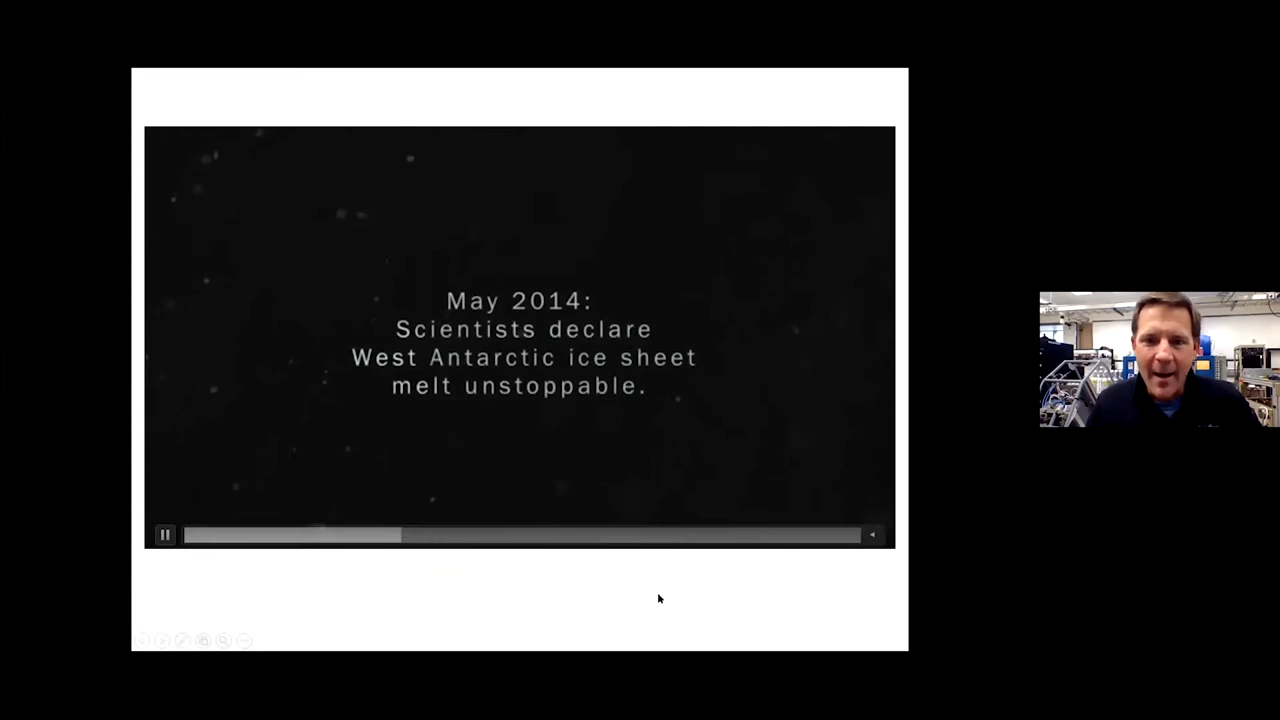 May 2014:
Scientists declare
West Antarctic ice sheet
melt unstoppable.